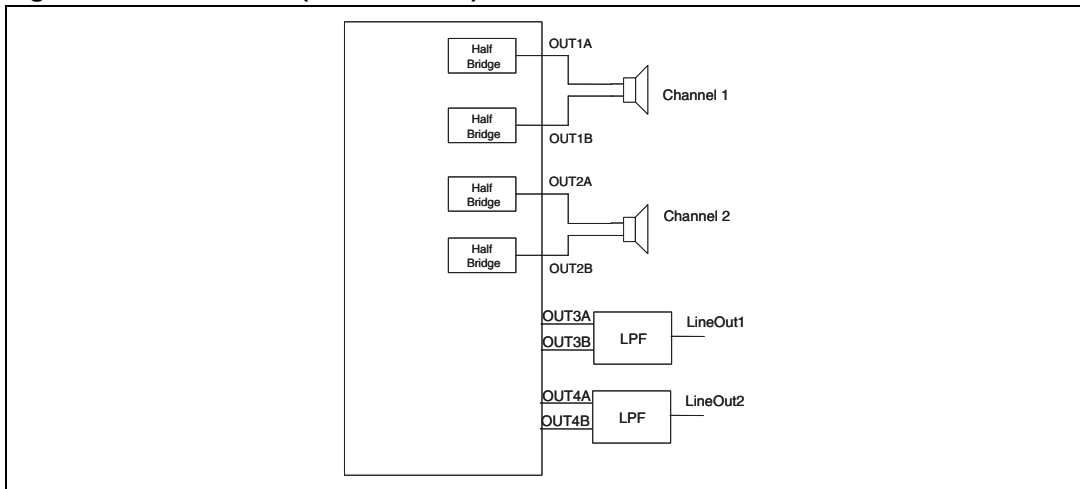 Half
Bridge
OUT1A
Channel 1
Half
Bridge
OUT1B
Half
Bridge
OUT2A
Channel 2
Half
Bridge
OUT2B
OUT3A
OUT3B
LPF
LineOut1
OUT4A
OUT4B
LPF
LineOut2